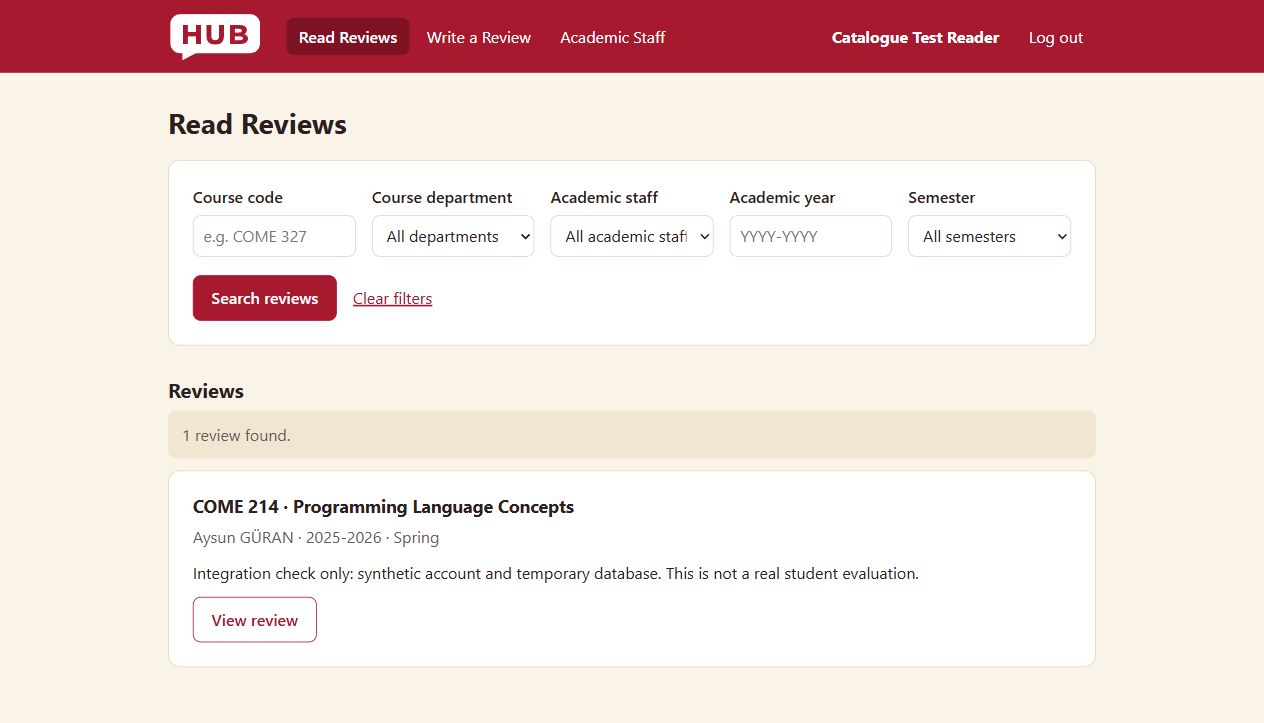 HUB Read Reviews Write a Review Academic Staff Catalogue Test Reader Log out
Read Reviews
Course code Course department Academic staff Academic year Semester
e.g. COME 327 All departments All academic staf YYYY-YYYY All semesters
Search reviews Clear filters
Reviews
1 review found.
COME 214 · Programming Language Concepts
Aysun GÜRAN · 2025-2026 · Spring
Integration check only: synthetic account and temporary database. This is not a real student evaluation.
View review